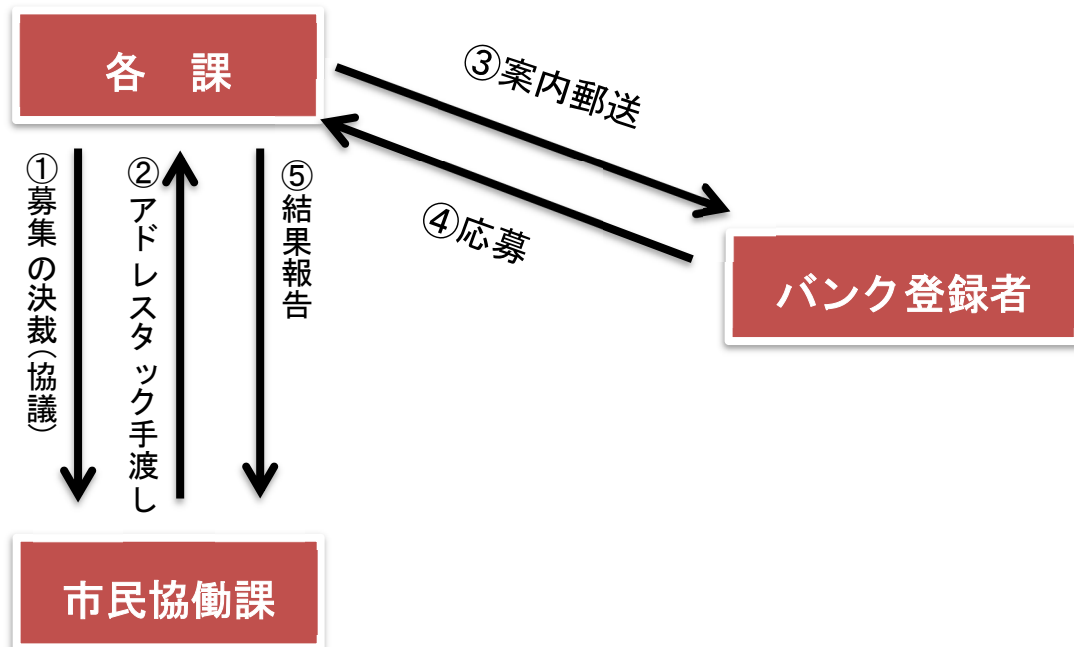 各　課
③案内郵送
④応募
①募集の決裁(協議)
②アドレスタック手渡し
⑤結果報告
バンク登録者
市民協働課